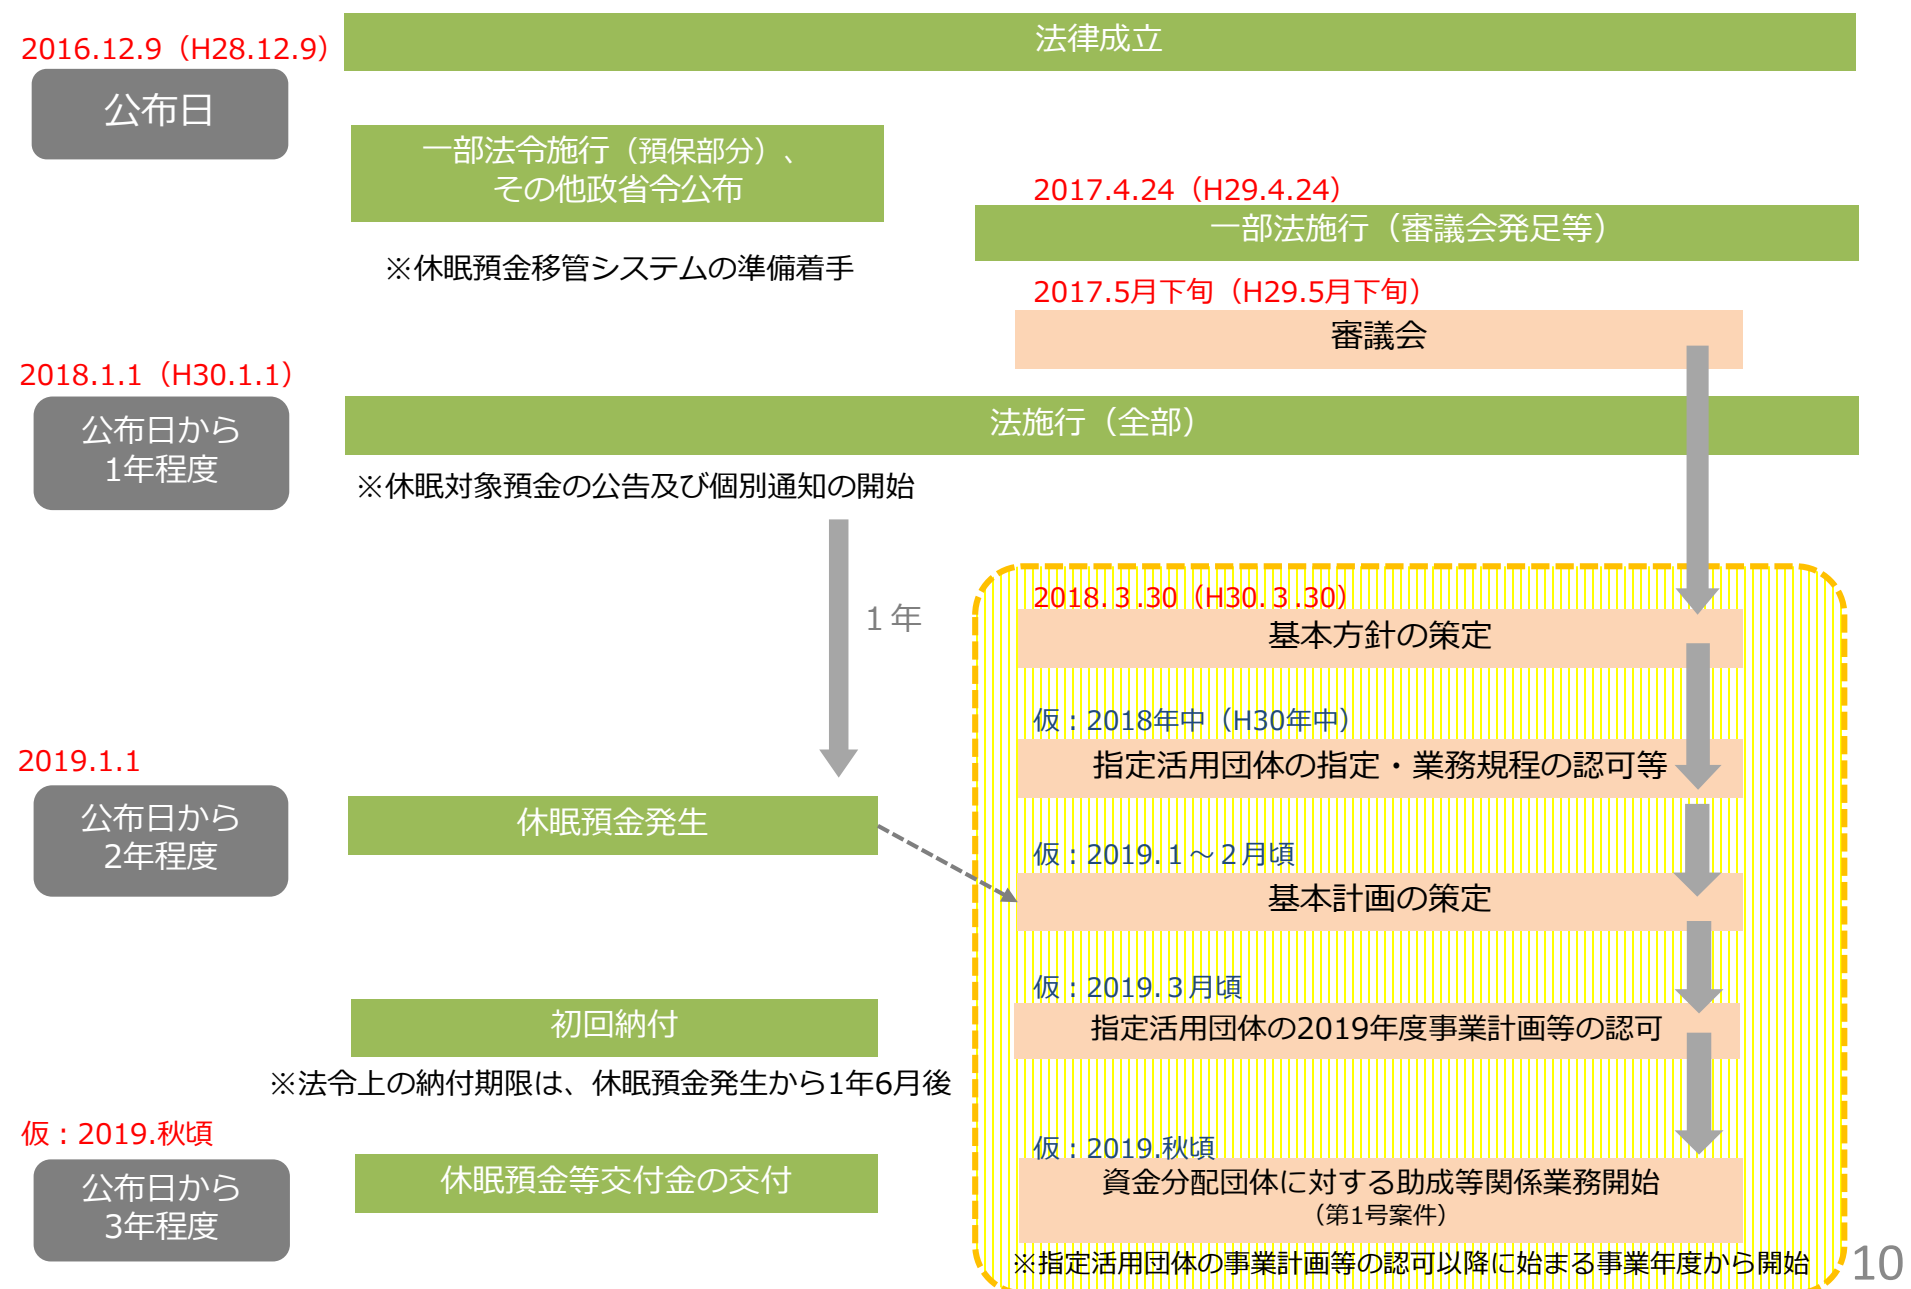 2016.12.9（H28.12.9）
法律成立
公布日
一部法令施行（預保部分）、
その他政省令公布
※休眠預金移管システムの準備着手
2017.4.24（H29.4.24）
一部法施行（審議会発足等）
2017.5月下旬（H29.5月下旬）
審議会
2018.1.1（H30.1.1）
公布日から
1年程度
法施行（全部）
※休眠対象預金の公告及び個別通知の開始
１年
2018.３.30（H30.３.30）
基本方針の策定
仮：2018年中（H30年中）
指定活用団体の指定・業務規程の認可等
2019.1.1
公布日から
2年程度
休眠預金発生
仮：2019.１～２月頃
基本計画の策定
仮：2019.３月頃
指定活用団体の2019年度事業計画等の認可
初回納付
※法令上の納付期限は、休眠預金発生から1年6月後
仮：2019.秋頃
公布日から
3年程度
休眠預金等交付金の交付
仮：2019.秋頃
資金分配団体に対する助成等関係業務開始
（第1号案件）
※指定活用団体の事業計画等の認可以降に始まる事業年度から開始
10